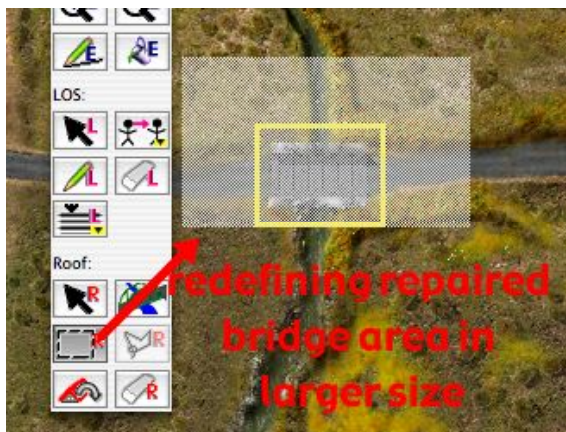 E
E
LOS:
L
L
L
L
Roof:
R
R
R
R
redefining repaired
bridge area in
larger size